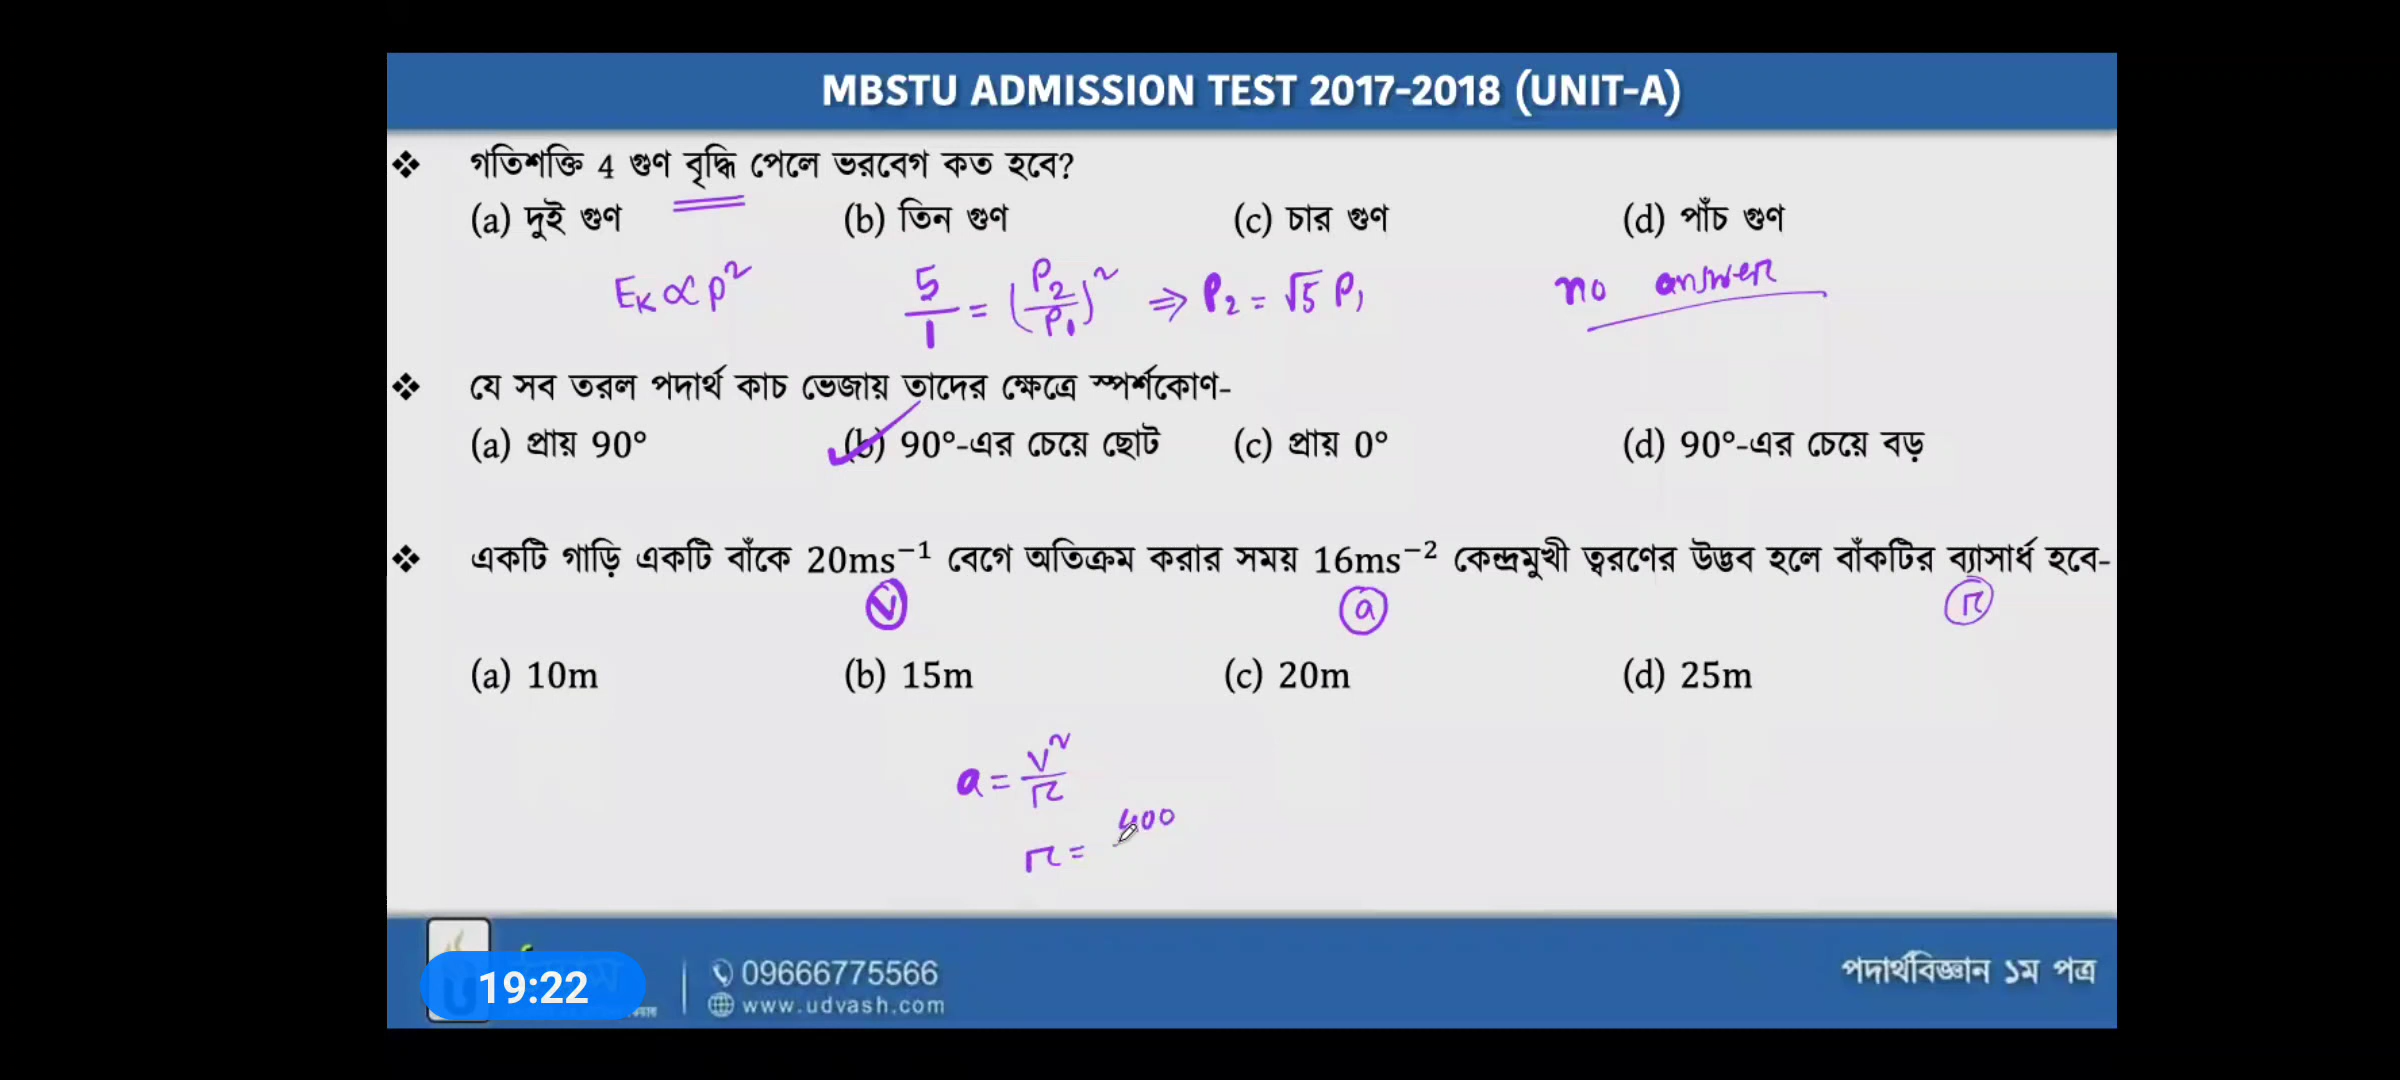 MBSTU ADMISSION TEST 2017-2018 (UNIT-A)
❖ গতিশক্তি 4 গুণ বৃদ্ধি পেলে ভরবেগ কত হবে?
(a) দুই গুণ (b) তিন গুণ (c) চার গুণ (d) পাঁচ গুণ
E_K ∝ p² 5/1 = (P₂/P₁)² ⇒ P₂ = √5 P₁ no answer
❖ যে সব তরল পদার্থ কাচ ভেজায় তাদের ক্ষেত্রে স্পর্শকোণ-
(a) প্রায় 90° (b) 90°-এর চেয়ে ছোট (c) প্রায় 0° (d) 90°-এর চেয়ে বড়
❖ একটি গাড়ি একটি বাঁকে 20ms⁻¹ বেগে অতিক্রম করার সময় 16ms⁻² কেন্দ্রমুখী ত্বরণের উদ্ভব হলে বাঁকটির ব্যাসার্ধ হবে-
v a r
(a) 10m (b) 15m (c) 20m (d) 25m
a = v²/r
r = 400
19:22
09666775566
www.udvash.com
পদার্থবিজ্ঞান ১ম পত্র